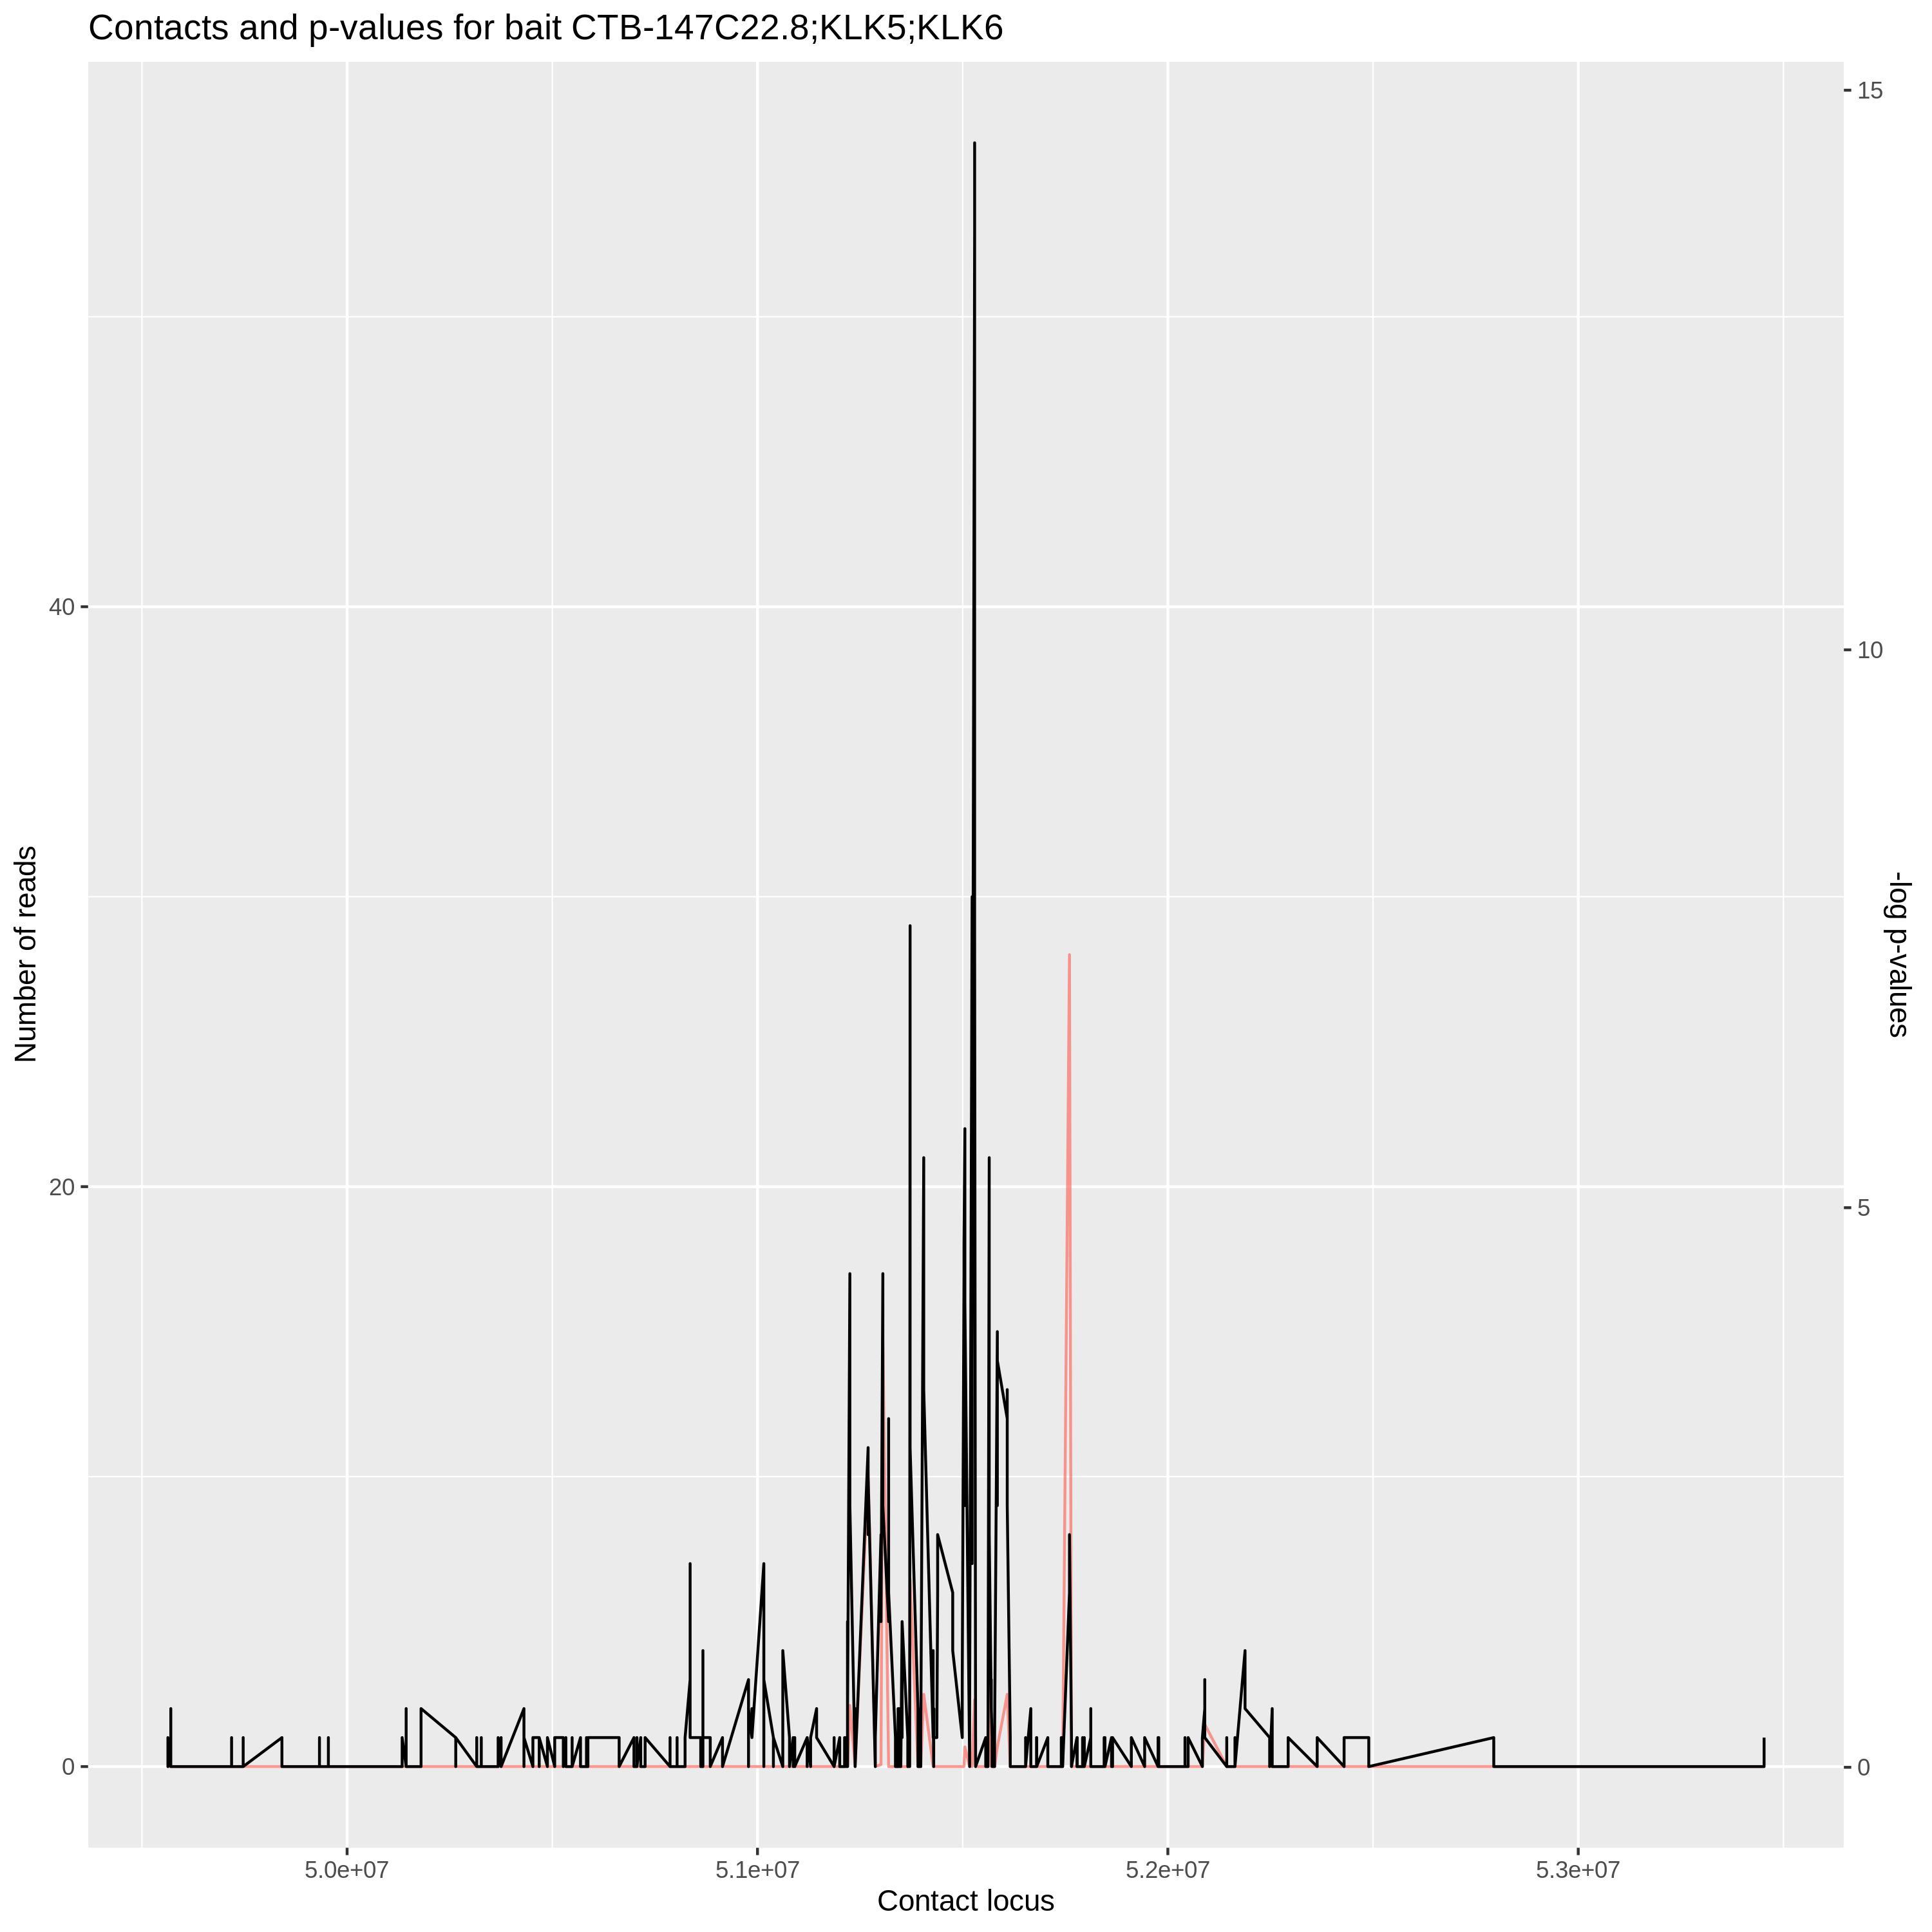 Contacts and p-values for bait CTB-147C22.8;KLK5;KLK6
Number of reads
40
20
0
15
10
5
0
-log p-values
5.0e+07
5.1e+07
5.2e+07
5.3e+07
Contact locus